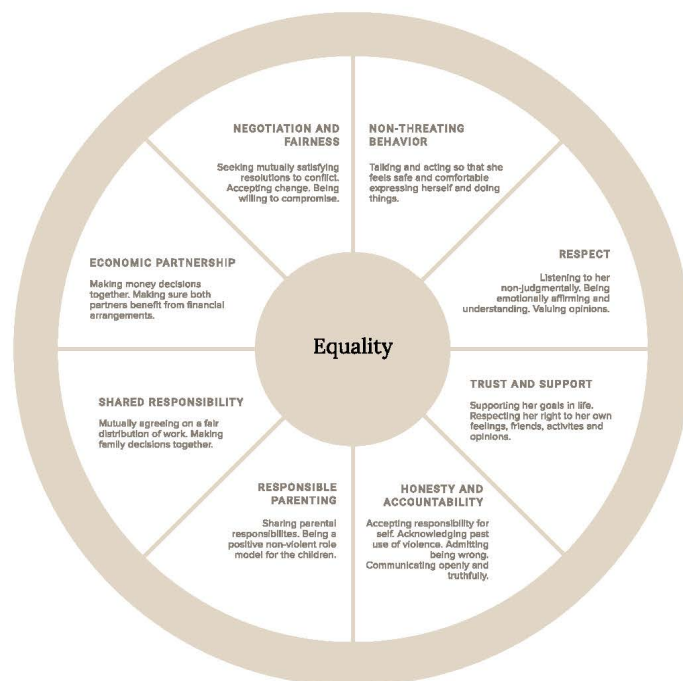 NEGOTIATION AND
FAIRNESS
Seeking mutually satisfying
resolutions to conflict.
Accepting change. Being
willing to compromise.
NON-THREATING
BEHAVIOR
Talking and acting so that she
feels safe and comfortable
expressing herself and doing
things.
RESPECT
Listening to her
non-judgmentally. Being
emotionally affirming and
understanding. Valuing opinions.
TRUST AND SUPPORT
Supporting her goals in life.
Respecting her right to her own
feelings, friends, activites and
opinions.
HONESTY AND
ACCOUNTABILITY
Accepting responsibility for
self. Acknowledging past
use of violence. Admitting
being wrong.
Communicating openly and
truthfully.
RESPONSIBLE
PARENTING
Sharing parental
responsibilites. Being a
positive non-violent role
model for the children.
SHARED RESPONSIBILITY
Mutually agreeing on a fair
distribution of work. Making
family decisions together.
ECONOMIC PARTNERSHIP
Making money decisions
together. Making sure both
partners benefit from financial
arrangements.
Equality